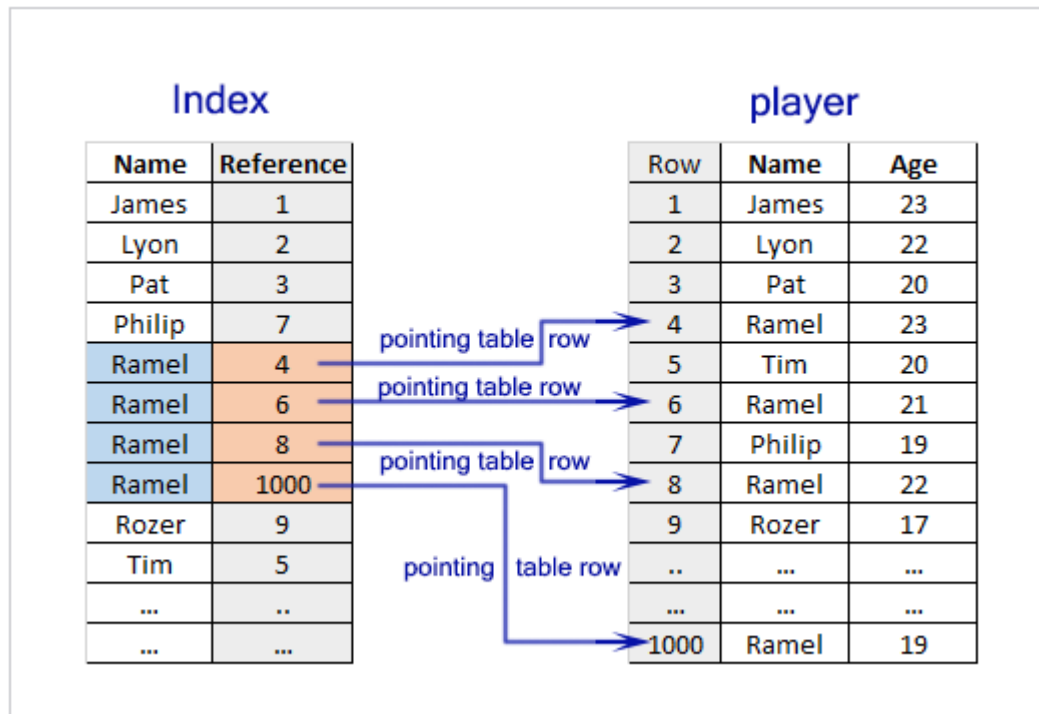 Index
Name Reference
James 1
Lyon 2
Pat 3
Philip 7
Ramel 4
Ramel 6
Ramel 8
Ramel 1000
Rozer 9
Tim 5
... ..
... ...
pointing table row
pointing table row
pointing table row
pointing table row
player
Row Name Age
1 James 23
2 Lyon 22
3 Pat 20
4 Ramel 23
5 Tim 20
6 Ramel 21
7 Philip 19
8 Ramel 22
9 Rozer 17
.. ... ...
... ... ...
1000 Ramel 19